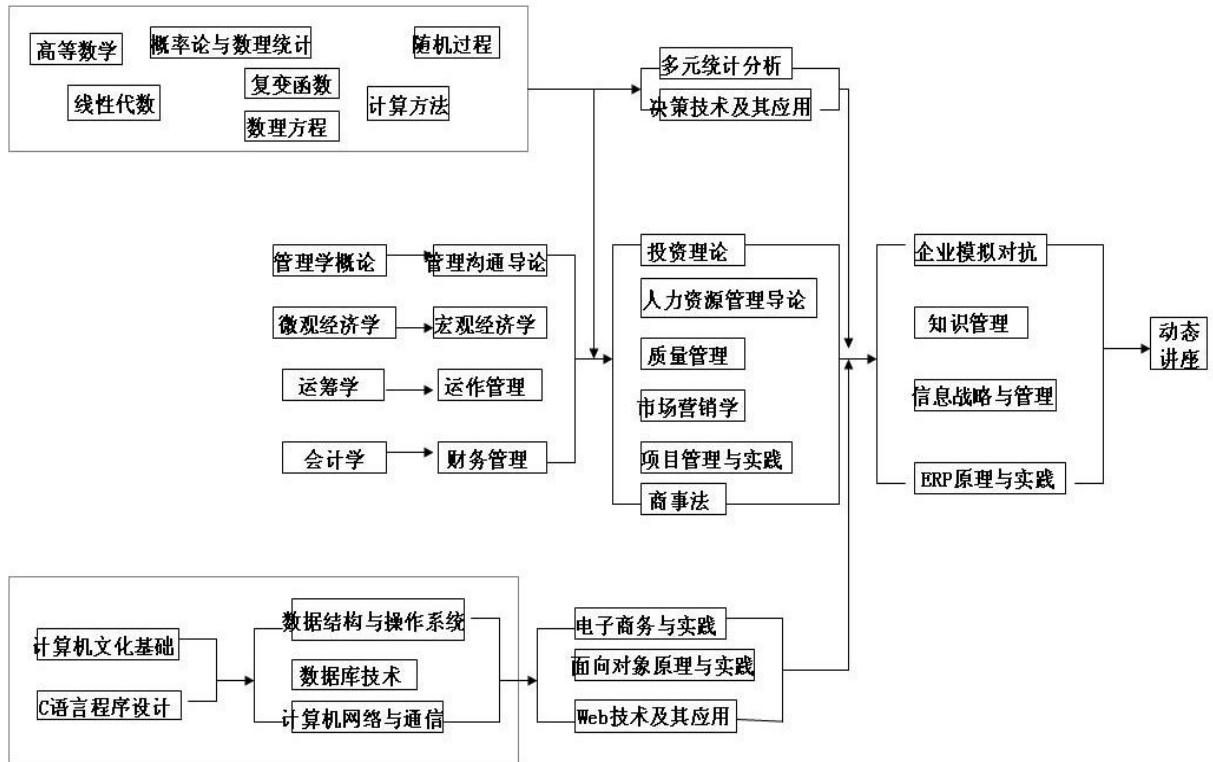 高等数学
概率论与数理统计
随机过程
线性代数
复变函数
计算方法
数理方程
多元统计分析
决策技术及其应用
管理学概论
管理沟通导论
微观经济学
宏观经济学
运筹学
运作管理
会计学
财务管理
投资理论
人力资源管理导论
质量管理
市场营销学
项目管理与实践
商事法
企业模拟对抗
知识管理
信息战略与管理
ERP原理与实践
动态
讲座
计算机文化基础
C语言程序设计
数据结构与操作系统
数据库技术
计算机网络与通信
电子商务与实践
面向对象原理与实践
Web技术及其应用